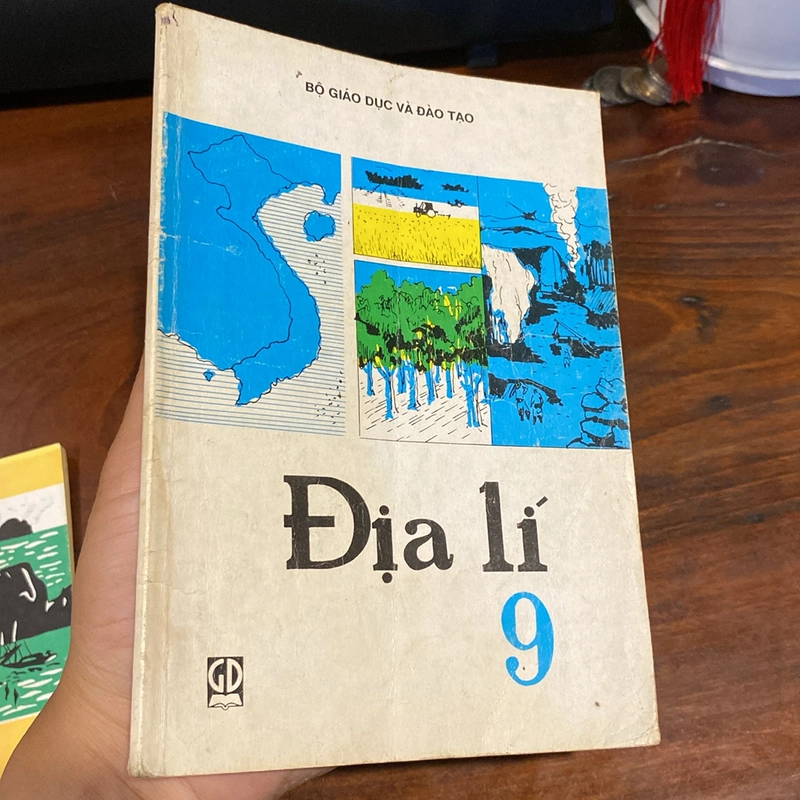 BỘ GIÁO DỤC VÀ ĐÀO TẠO
Địa lí
9
GD